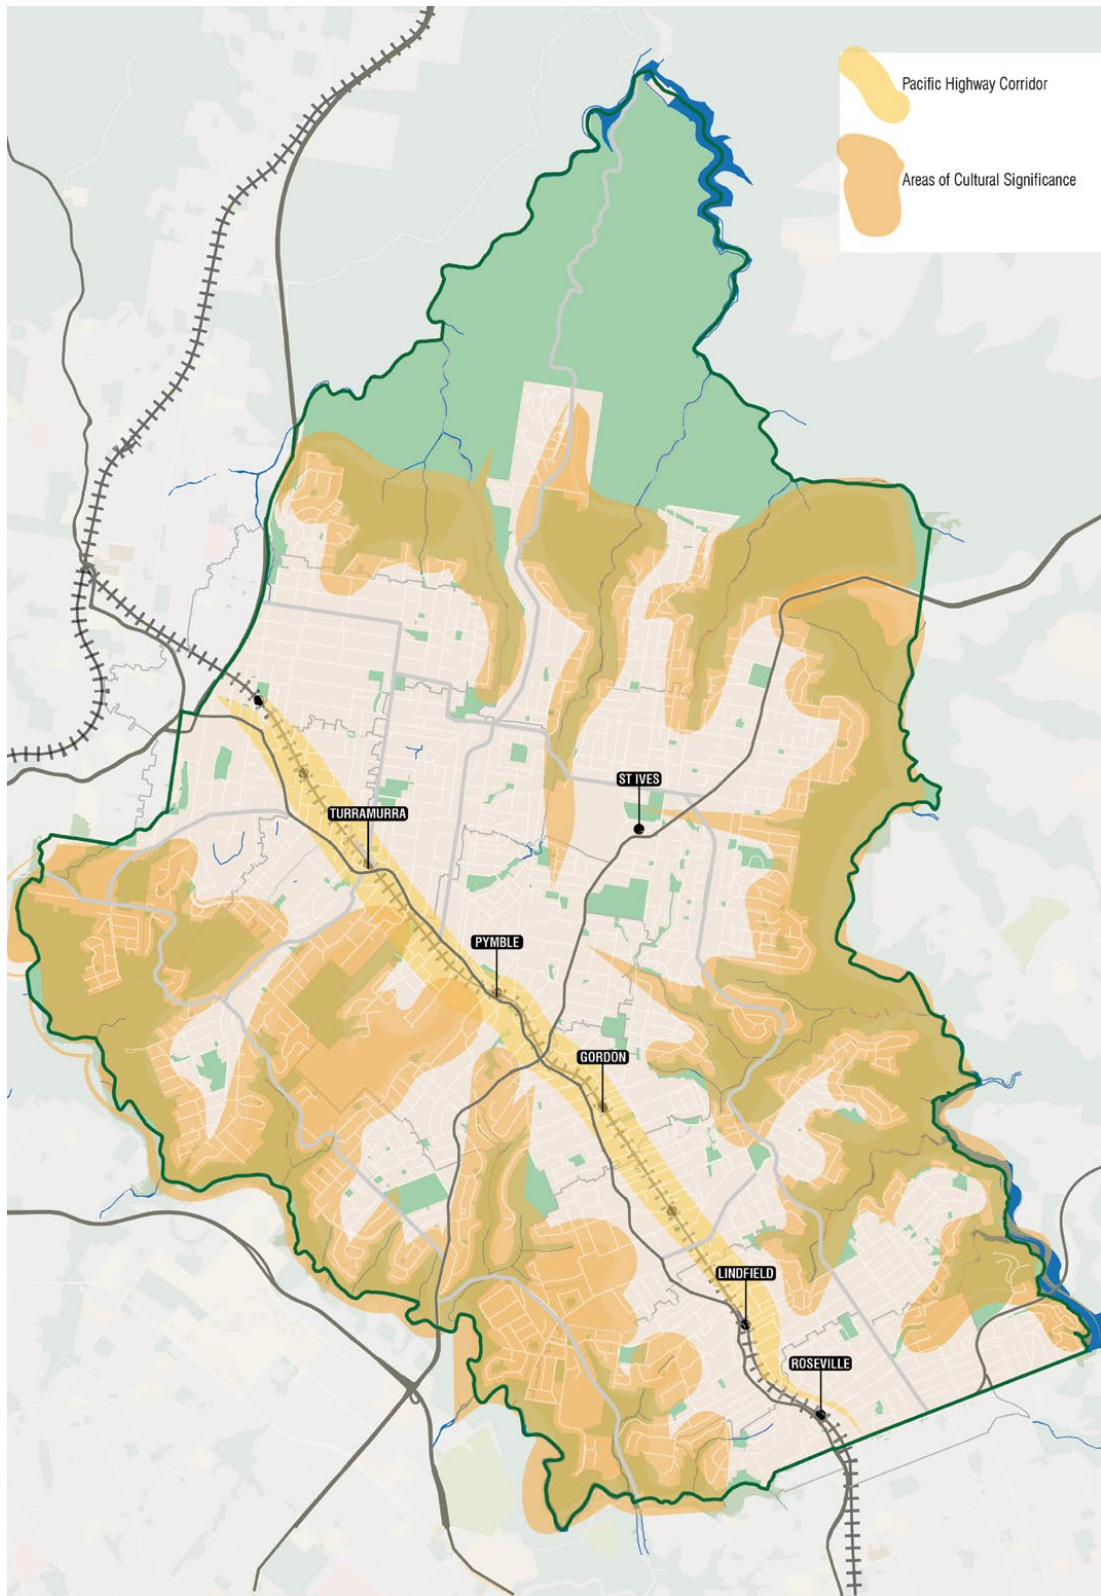 Pacific Highway Corridor
Areas of Cultural Significance
ST IVES
TURRAMURRA
PYMBLE
GORDON
LINDFIELD
ROSEVILLE